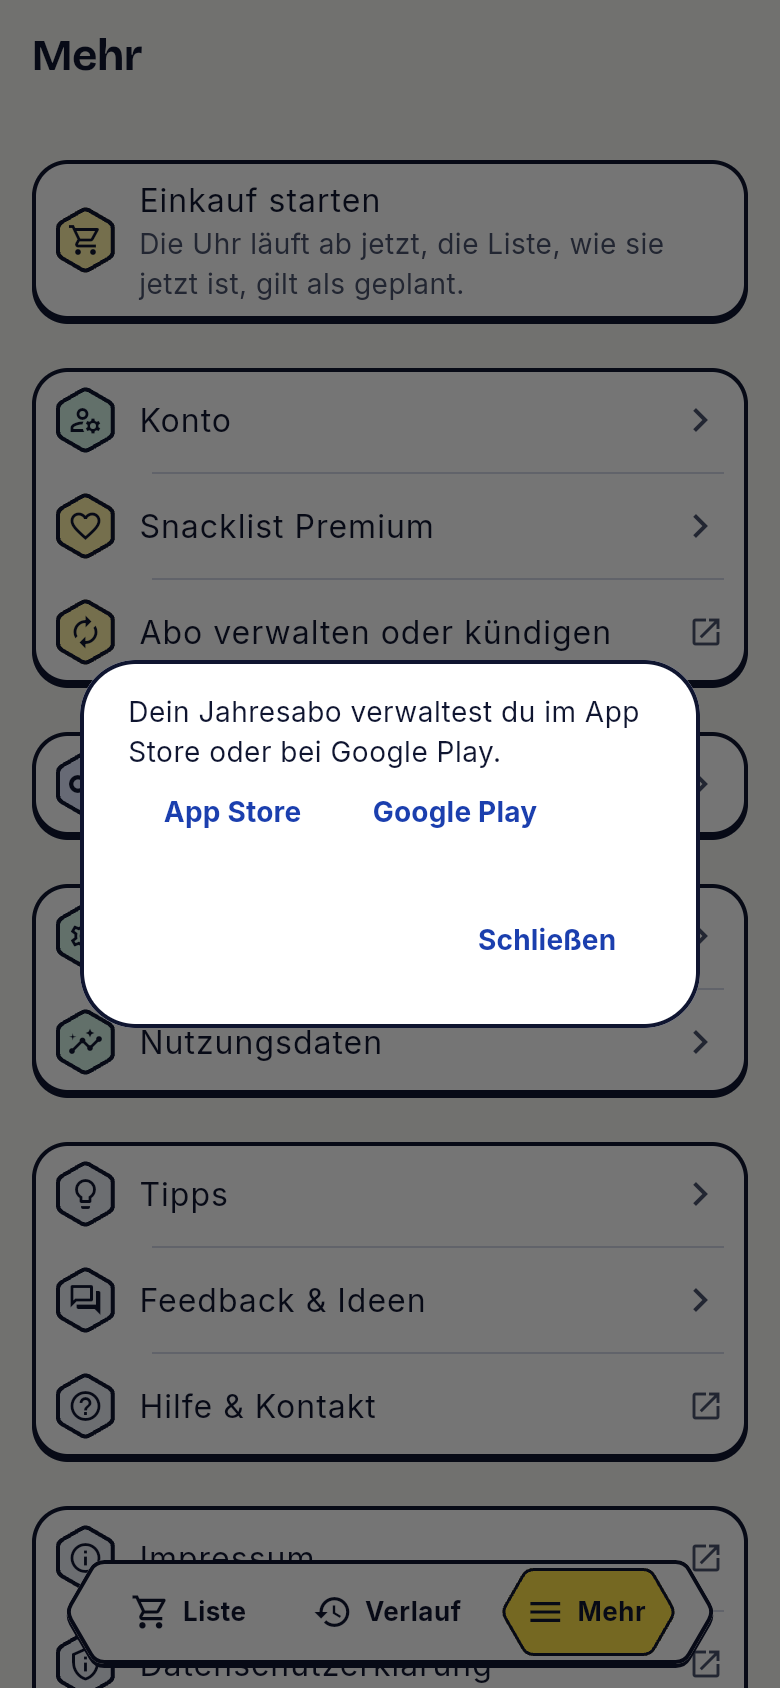 Mehr
Einkauf starten
Die Uhr läuft ab jetzt, die Liste, wie sie
jetzt ist, gilt als geplant.
Konto
Snacklist Premium
Abo verwalten oder kündigen
Dein Jahresabo verwaltest du im App
Store oder bei Google Play.
App Store Google Play
Schließen
Nutzungsdaten
Tipps
Feedback & Ideen
Hilfe & Kontakt
Impressum
Liste Verlauf Mehr
Datenschutzerklärung